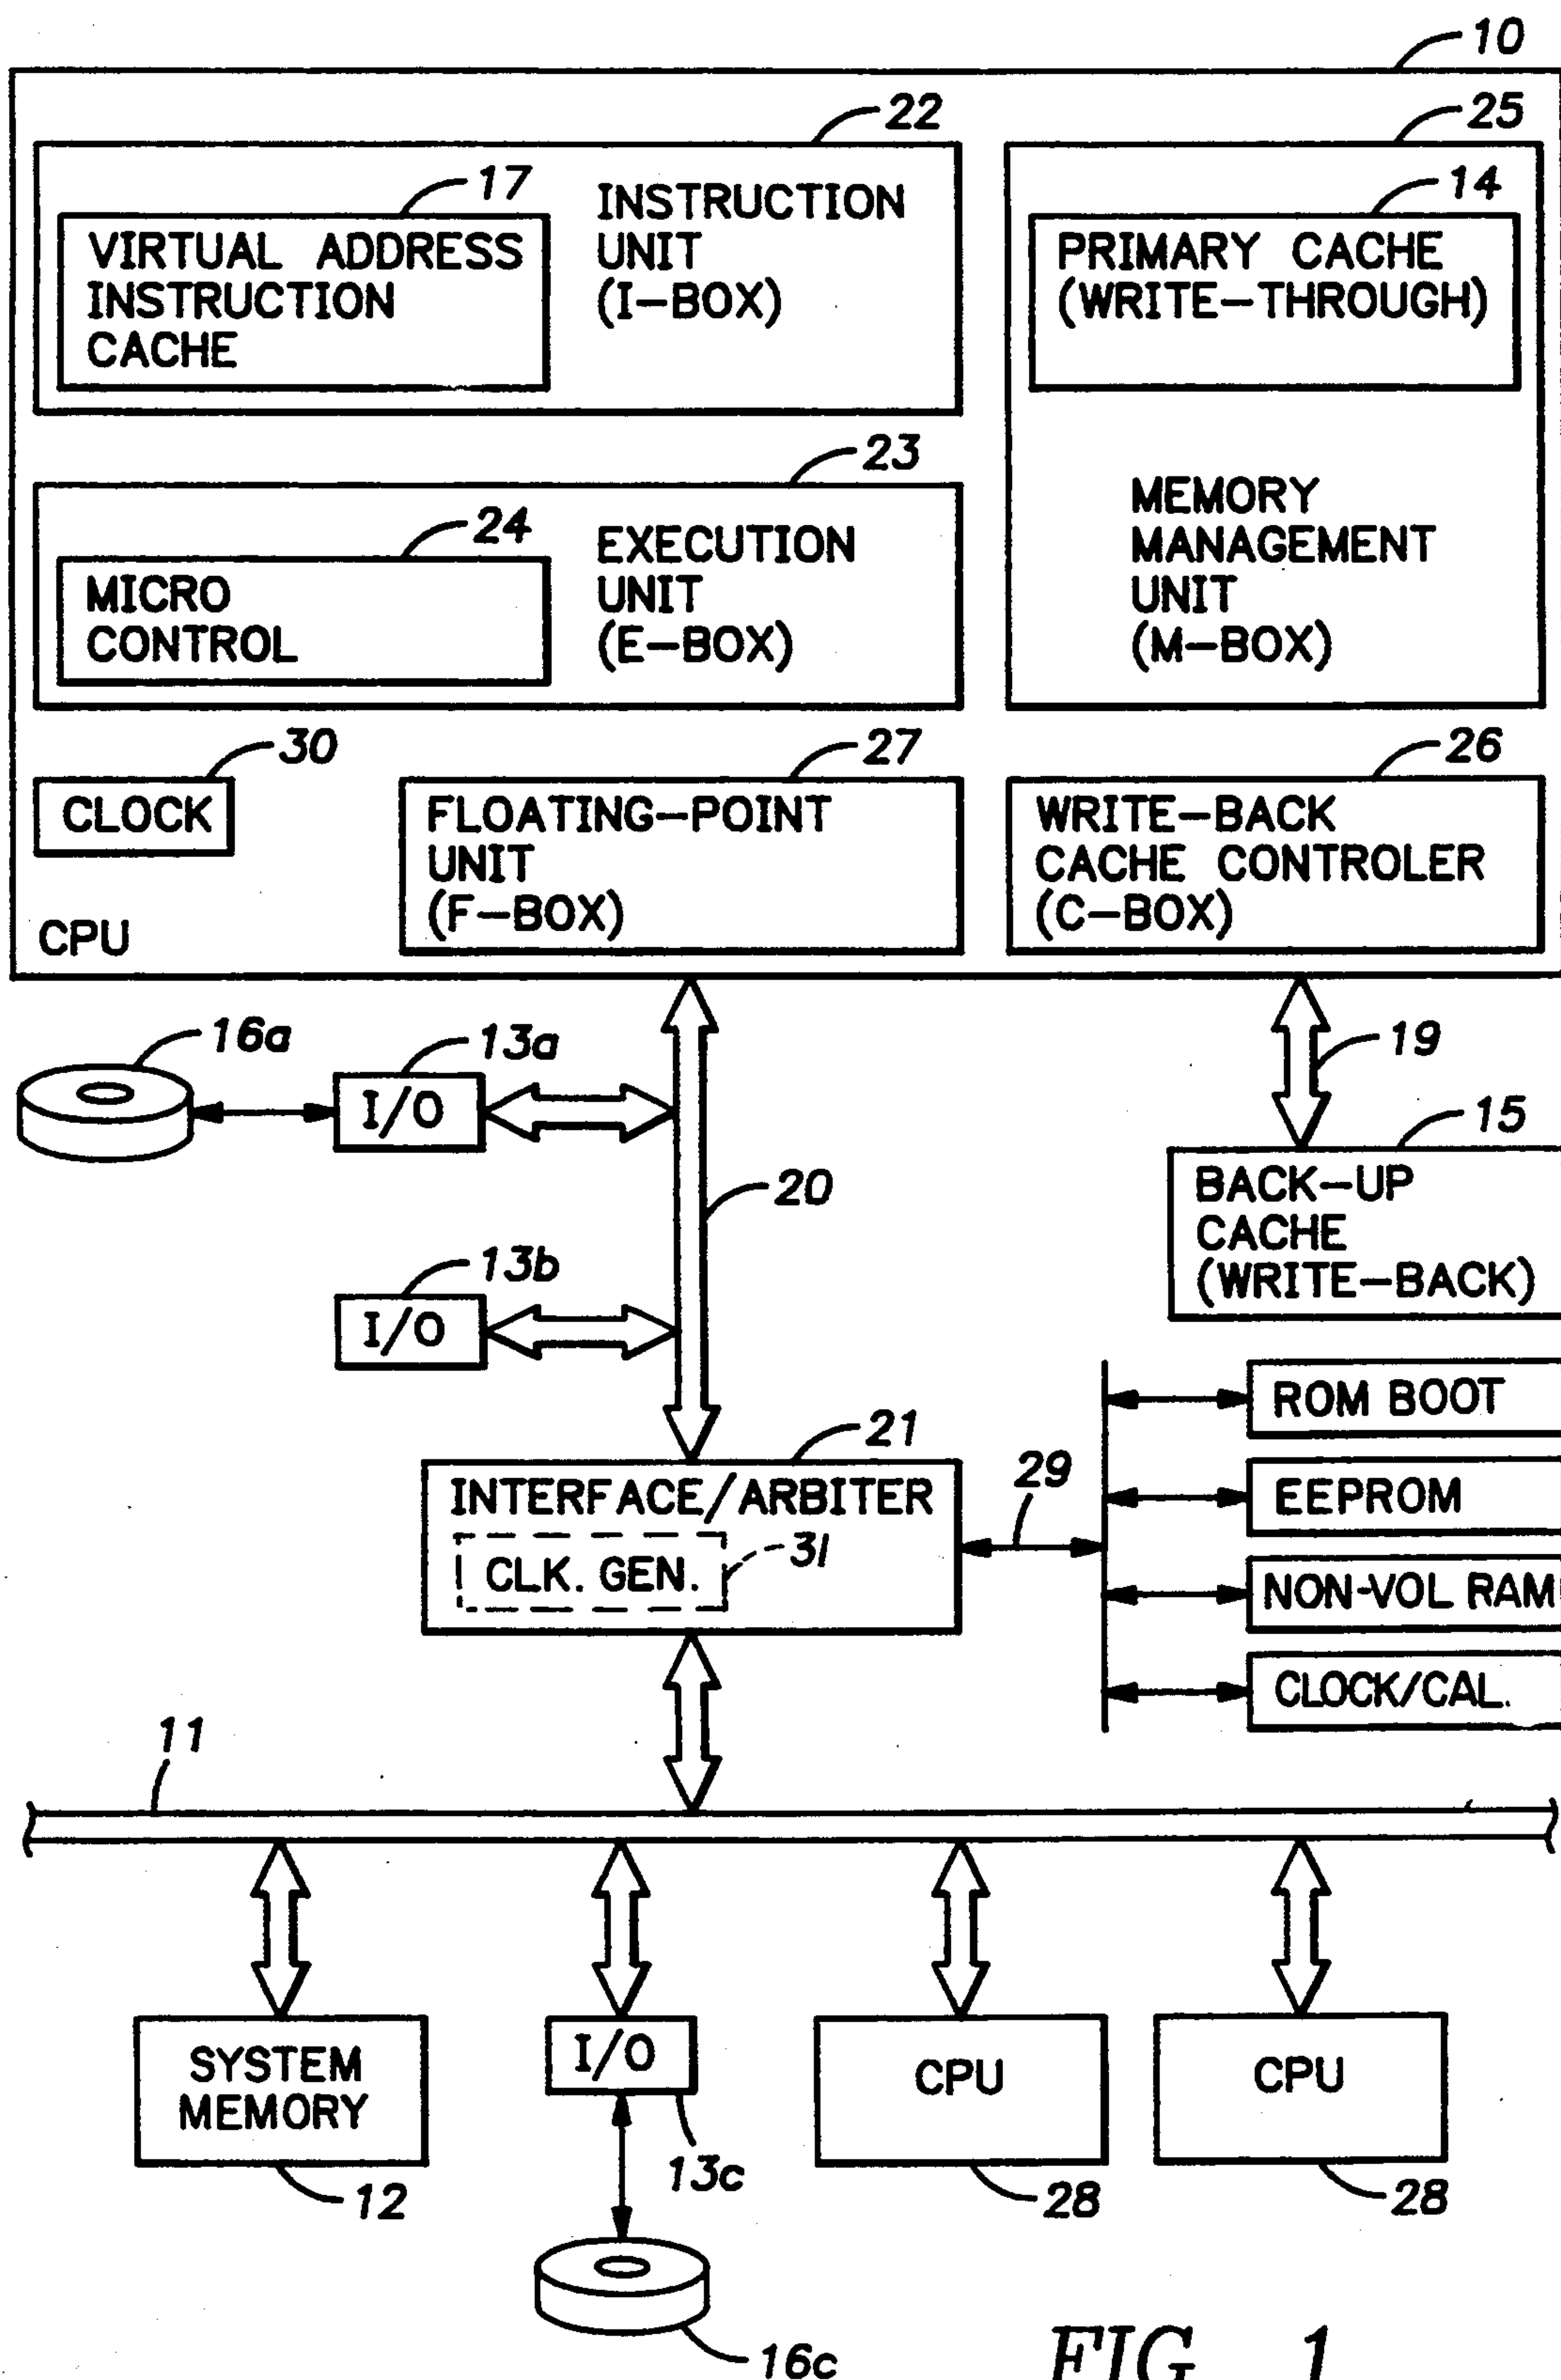 10
22
25
17
14
VIRTUAL ADDRESS
INSTRUCTION
CACHE
INSTRUCTION
UNIT
(I-BOX)
PRIMARY CACHE
(WRITE-THROUGH)
23
24
MICRO
CONTROL
EXECUTION
UNIT
(E-BOX)
MEMORY
MANAGEMENT
UNIT
(M-BOX)
30
27
26
CLOCK
FLOATING-POINT
UNIT
(F-BOX)
WRITE-BACK
CACHE CONTROLER
(C-BOX)
CPU
16a
13a
19
I/O
15
20
BACK-UP
CACHE
(WRITE-BACK)
13b
I/O
ROM BOOT
21
29
INTERFACE/ARBITER
EEPROM
CLK. GEN.
31
NON-VOL RAM
CLOCK/CAL.
11
SYSTEM
MEMORY
I/O
CPU
CPU
12
13c
28
28
16c
FIG. 1